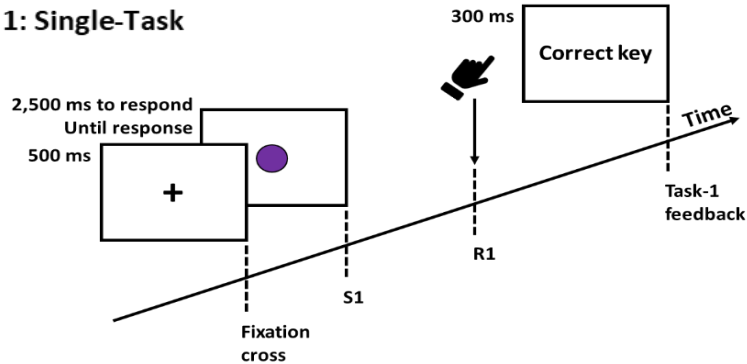 1: Single-Task
300 ms
Correct key
2,500 ms to respond
Until response
500 ms
+
Time
Task-1
feedback
R1
S1
Fixation
cross